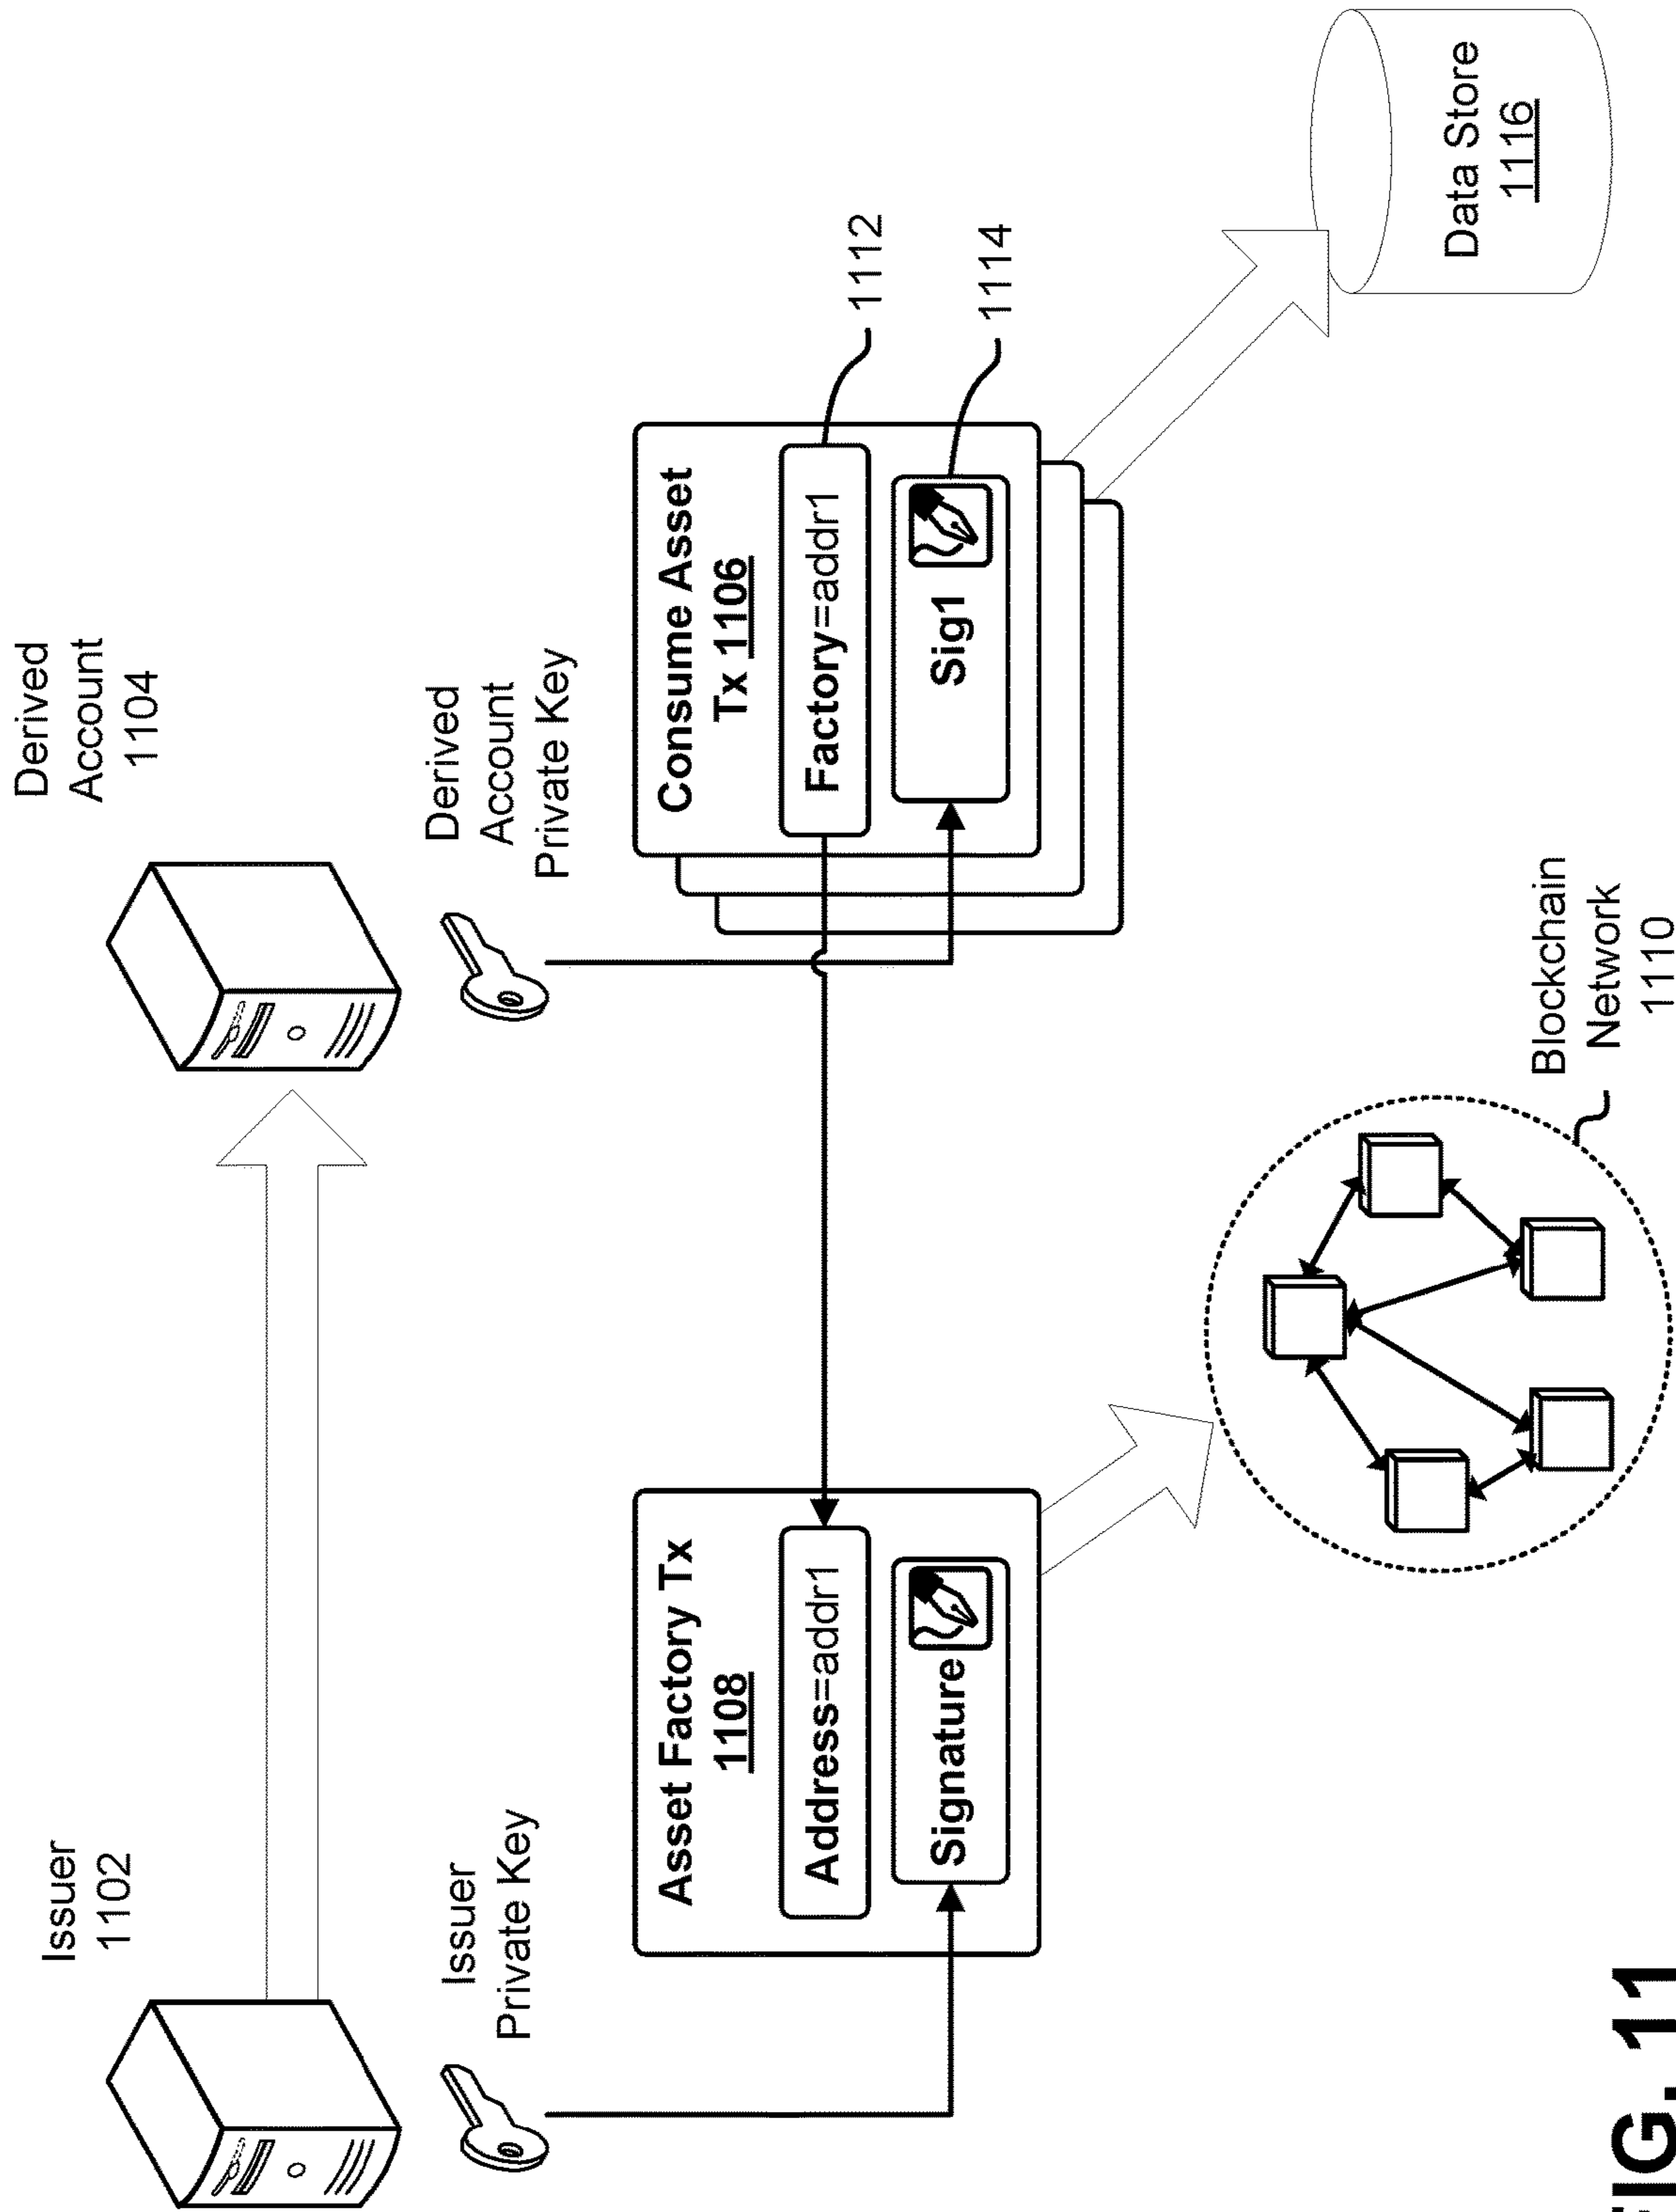 Issuer
1102
Derived
Account
1104
Issuer
Private Key
Derived
Account
Private Key
Asset Factory Tx
1108
Address=addr1
Signature
Consume Asset
Tx 1106
Factory=addr1
Sig1
1112
1114
Blockchain
Network
1110
Data Store
1116
FIG. 11